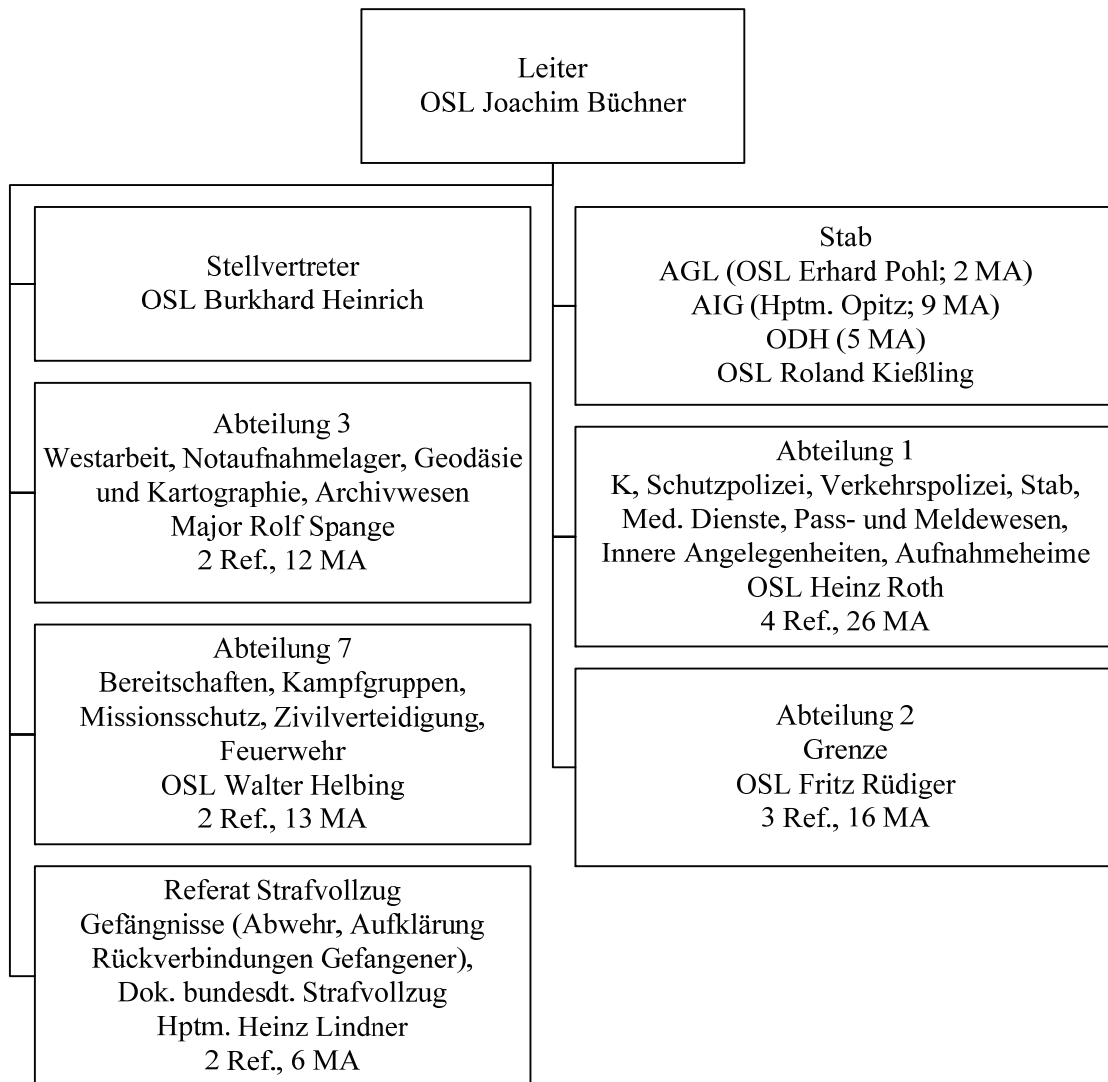 Leiter
OSL Joachim Büchner
Stellvertreter
OSL Burkhard Heinrich
Stab
AGL (OSL Erhard Pohl; 2 MA)
AIG (Hptm. Opitz; 9 MA)
ODH (5 MA)
OSL Roland Kießling
Abteilung 3
Westarbeit, Notaufnahmelager, Geodäsie
und Kartographie, Archivwesen
Major Rolf Spange
2 Ref., 12 MA
Abteilung 1
K, Schutzpolizei, Verkehrspolizei, Stab,
Med. Dienste, Pass- und Meldewesen,
Innere Angelegenheiten, Aufnahmeheime
OSL Heinz Roth
4 Ref., 26 MA
Abteilung 7
Bereitschaften, Kampfgruppen,
Missionsschutz, Zivilverteidigung,
Feuerwehr
OSL Walter Helbing
2 Ref., 13 MA
Abteilung 2
Grenze
OSL Fritz Rüdiger
3 Ref., 16 MA
Referat Strafvollzug
Gefängnisse (Abwehr, Aufklärung
Rückverbindungen Gefangener),
Dok. bundesdt. Strafvollzug
Hptm. Heinz Lindner
2 Ref., 6 MA